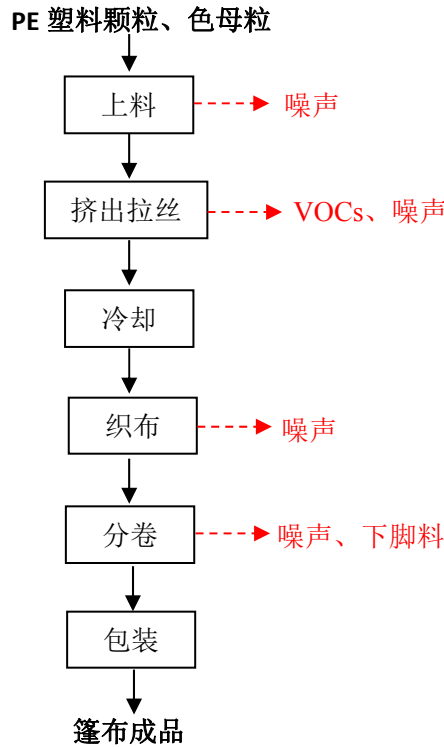 PE 塑料颗粒、色母粒
上料
噪声
挤出拉丝
VOCs、噪声
冷却
织布
噪声
分卷
噪声、下脚料
包装
篷布成品